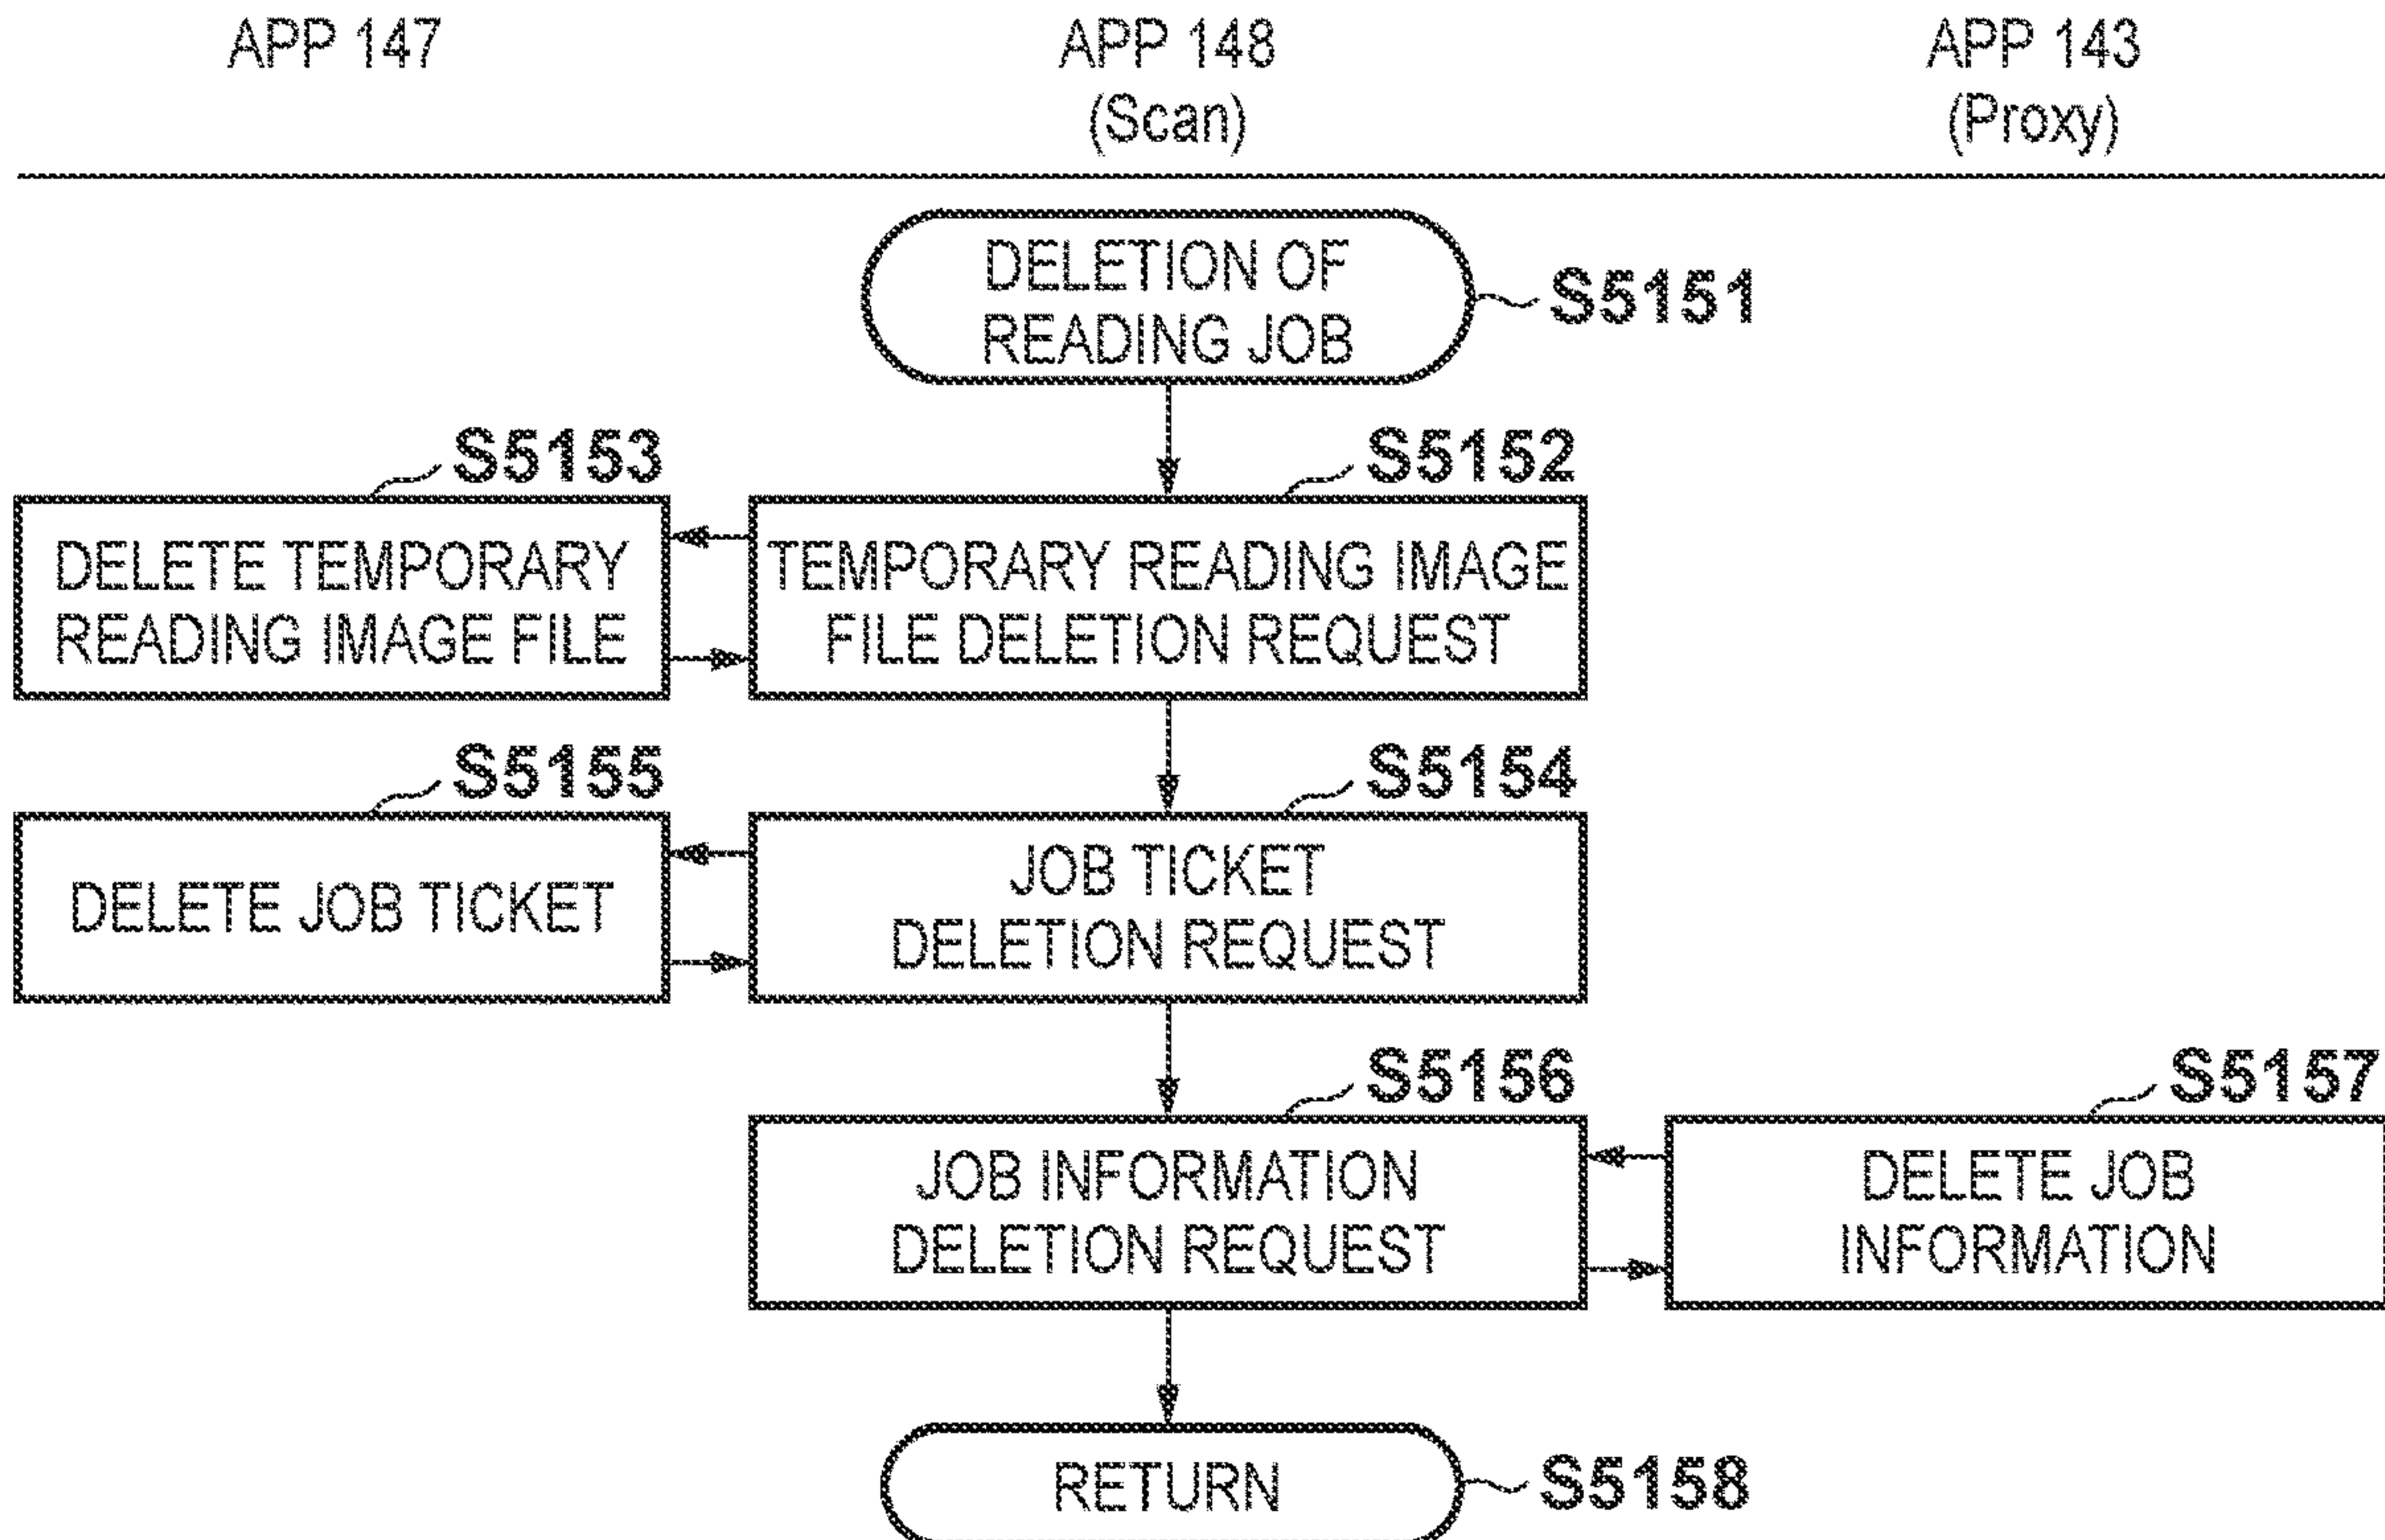 APP 147
APP 148
(Scan)
APP 143
(Proxy)
DELETION OF
READING JOB
S5151
S5153
S5152
DELETE TEMPORARY
READING IMAGE FILE
TEMPORARY READING IMAGE
FILE DELETION REQUEST
S5155
S5154
DELETE JOB TICKET
JOB TICKET
DELETION REQUEST
S5156
S5157
JOB INFORMATION
DELETION REQUEST
DELETE JOB
INFORMATION
RETURN
S5158